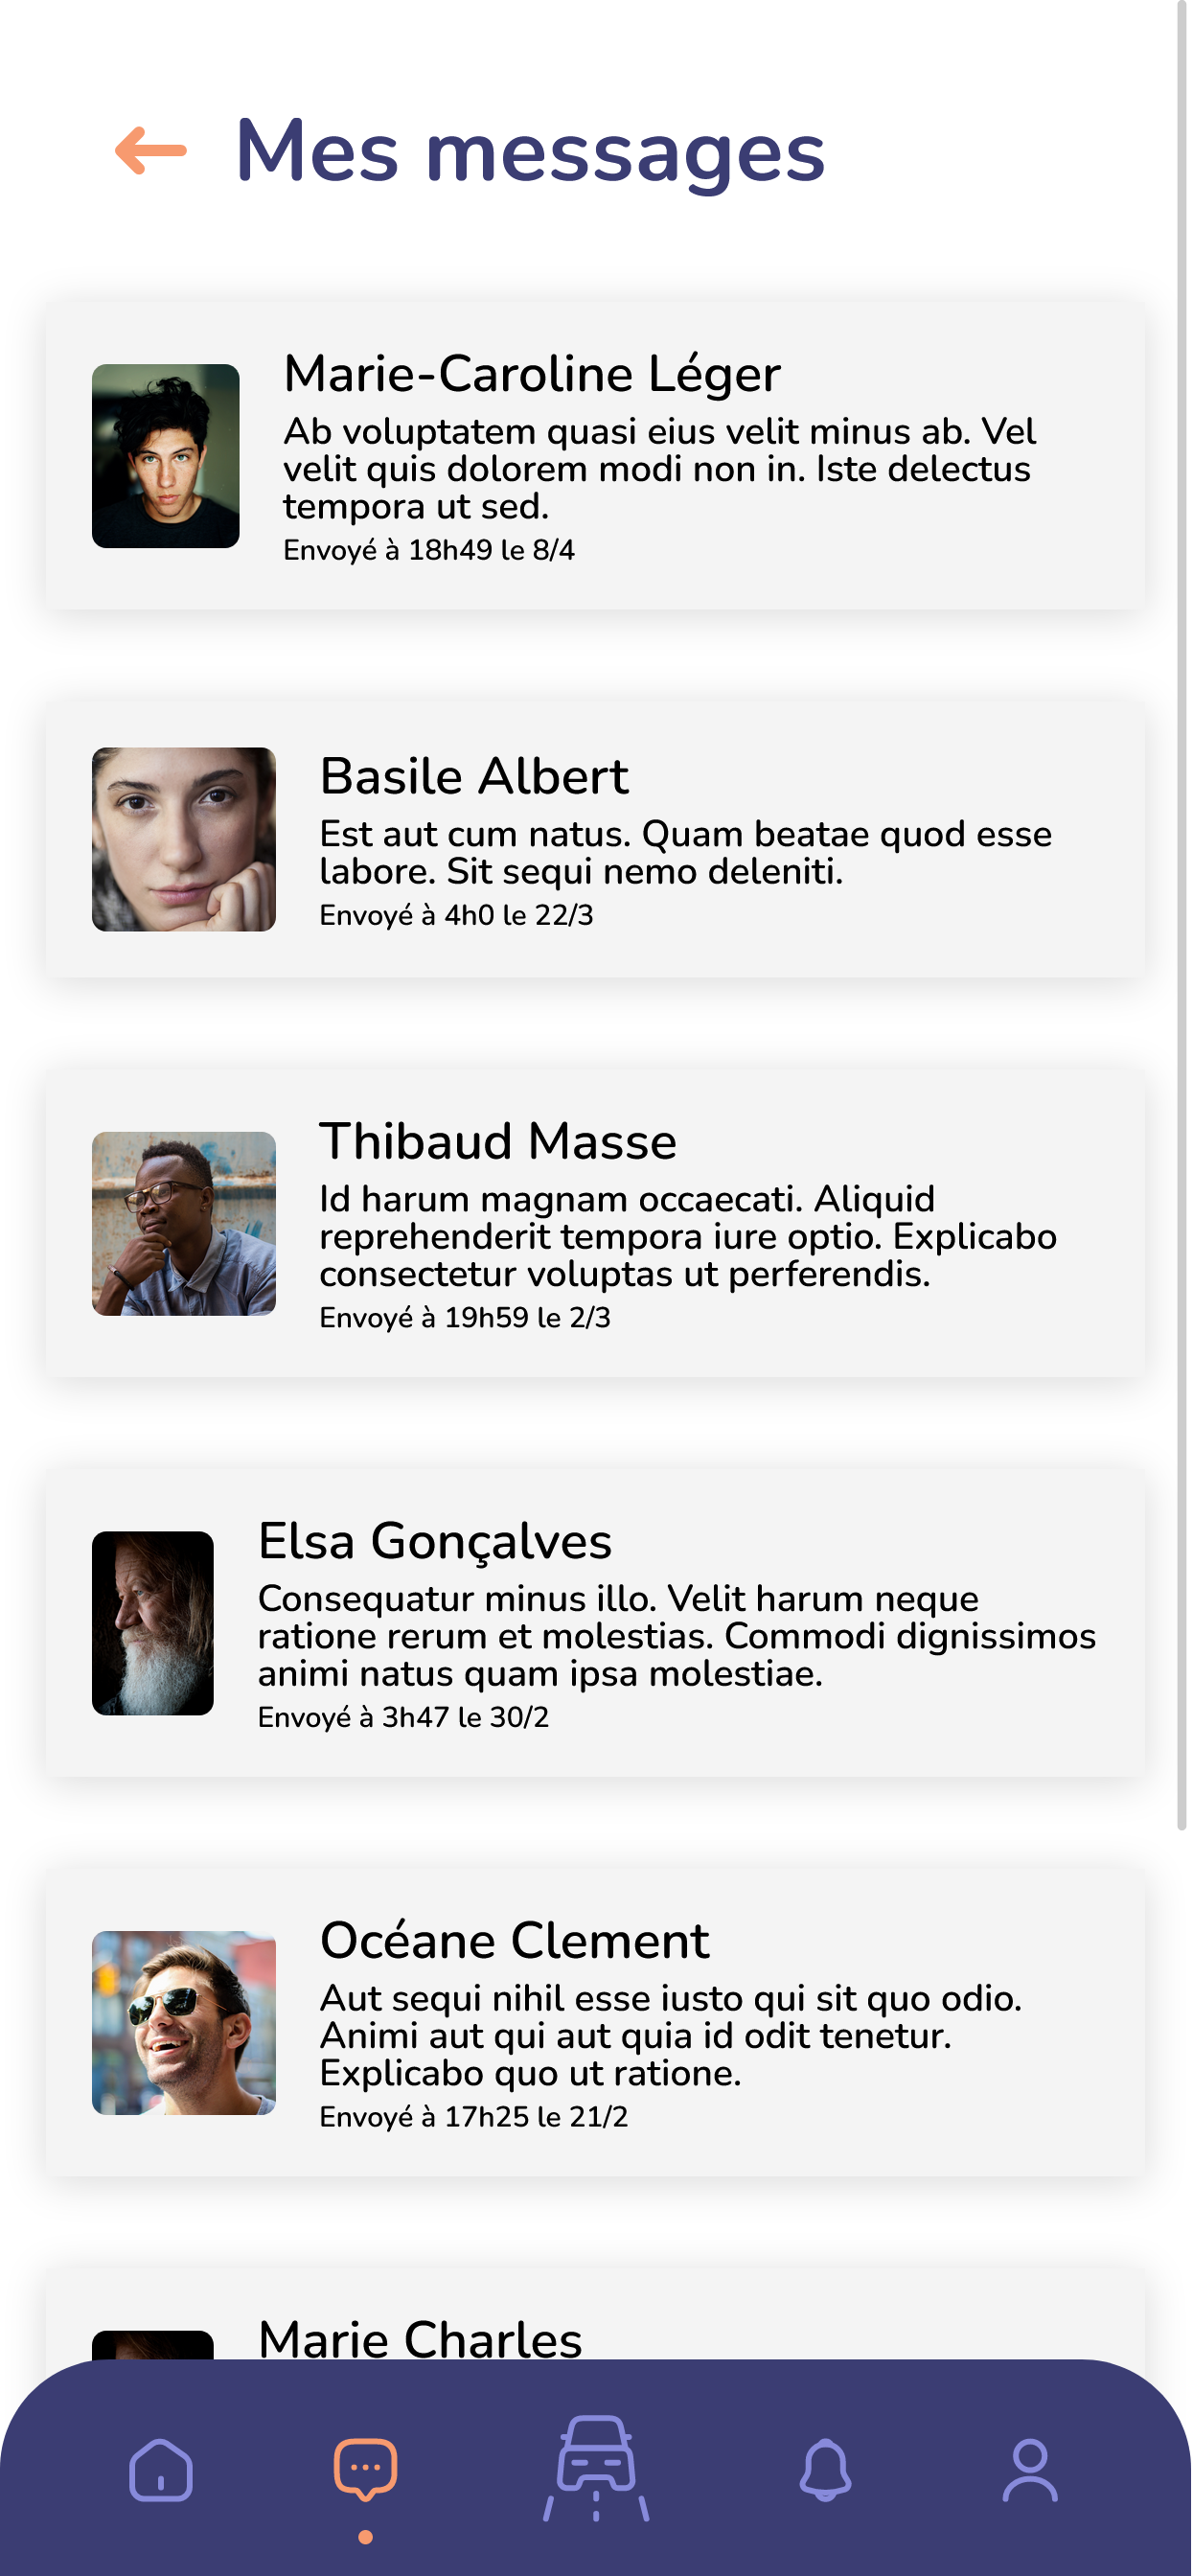 Mes messages
Marie-Caroline Léger
Ab voluptatem quasi eius velit minus ab. Vel
velit quis dolorem modi non in. Iste delectus
tempora ut sed.
Envoyé à 18h49 le 8/4
Basile Albert
Est aut cum natus. Quam beatae quod esse
labore. Sit sequi nemo deleniti.
Envoyé à 4h0 le 22/3
Thibaud Masse
Id harum magnam occaecati. Aliquid
reprehenderit tempora iure optio. Explicabo
consectetur voluptas ut perferendis.
Envoyé à 19h59 le 2/3
Elsa Gonçalves
Consequatur minus illo. Velit harum neque
ratione rerum et molestias. Commodi dignissimos
animi natus quam ipsa molestiae.
Envoyé à 3h47 le 30/2
Océane Clement
Aut sequi nihil esse iusto qui sit quo odio.
Animi aut qui aut quia id odit tenetur.
Explicabo quo ut ratione.
Envoyé à 17h25 le 21/2
Marie Charles